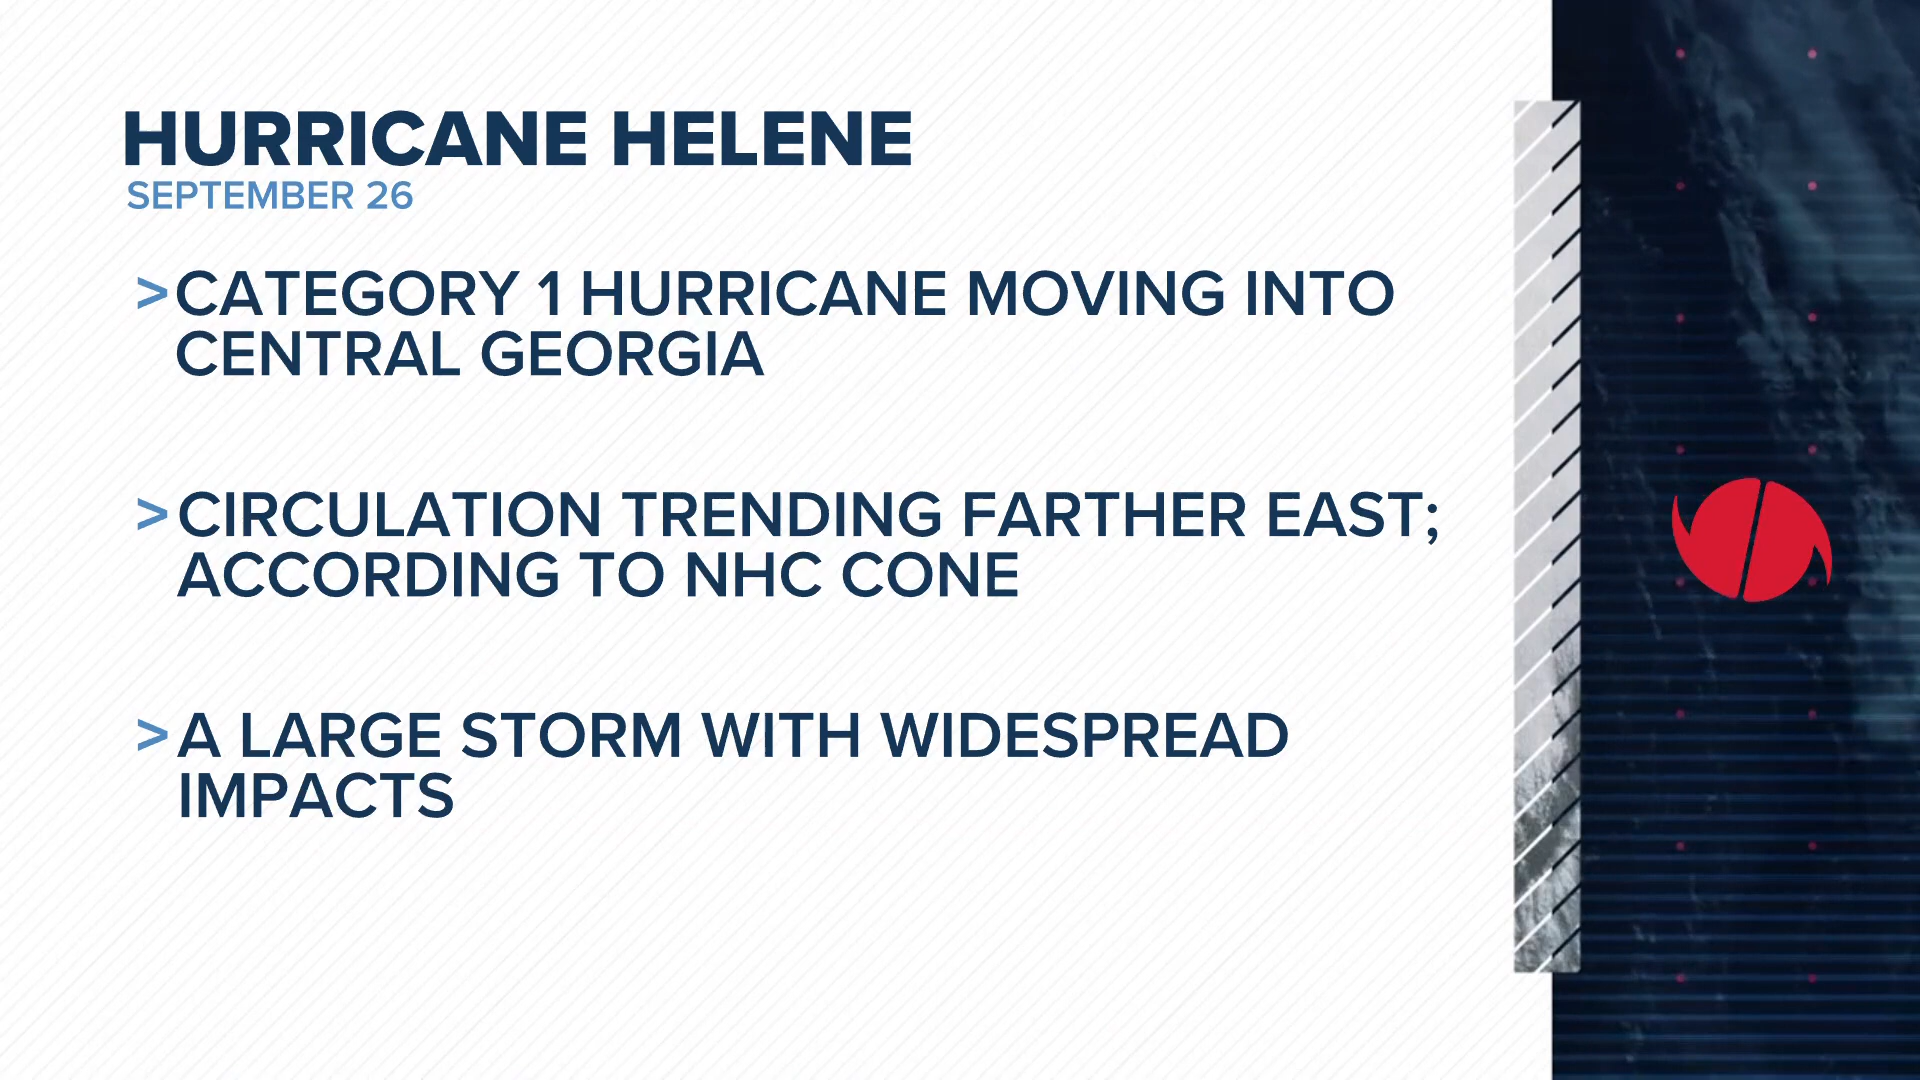 HURRICANE HELENE
SEPTEMBER 26
> CATEGORY 1 HURRICANE MOVING INTO
CENTRAL GEORGIA
> CIRCULATION TRENDING FARTHER EAST;
ACCORDING TO NHC CONE
> A LARGE STORM WITH WIDESPREAD
IMPACTS